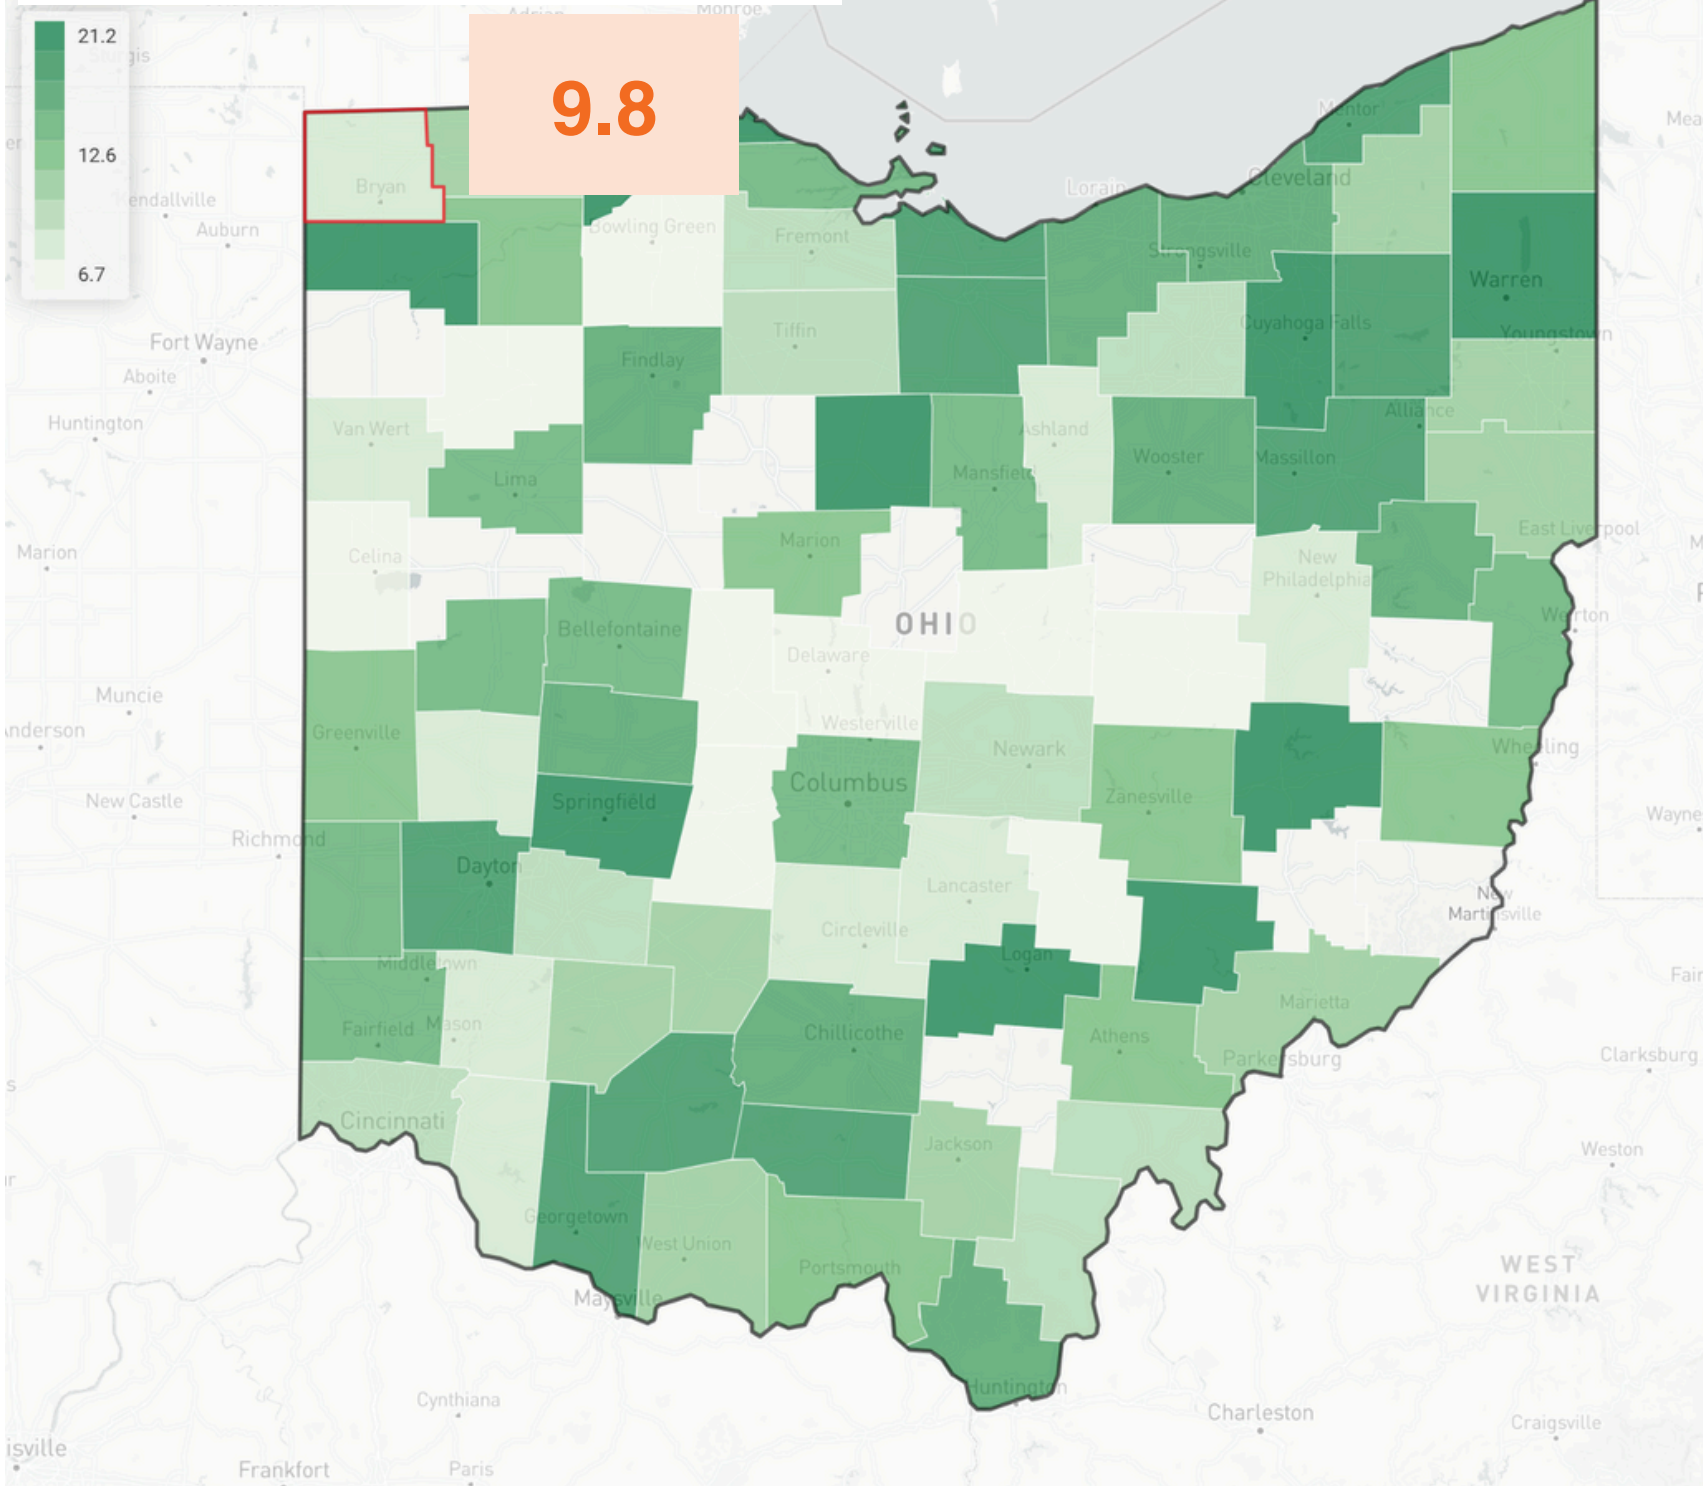 Adrian
Monroe
21.2
Sturgis
9.8
Mentor
12.6
Bryan
Kendallville
Lorain
Cleveland
Auburn
Bowling Green
Fremont
Strongsville
6.7
Warren
Fort Wayne
Tiffin
Cuyahoga Falls
Youngstown
Findlay
Aboite
Huntington
Van Wert
Ashland
Alliance
Lima
Mansfield
Wooster
Massillon
Marion
Celina
Marion
New
Philadelphia
East Liverpool
Bellefontaine
OHIO
Weirton
Muncie
Delaware
Anderson
Greenville
Westerville
Newark
Wheeling
New Castle
Springfield
Columbus
Zanesville
Wayne
Richmond
Dayton
Lancaster
New
Martinsville
Circleville
Middletown
Logan
Fair
Fairfield
Mason
Chillicothe
Athens
Marietta
Parkersburg
Clarksburg
Cincinnati
Jackson
Weston
Georgetown
West Union
Portsmouth
WEST
VIRGINIA
Maysville
Huntington
Cynthiana
Charleston
Craigsville
isville
Frankfort
Paris